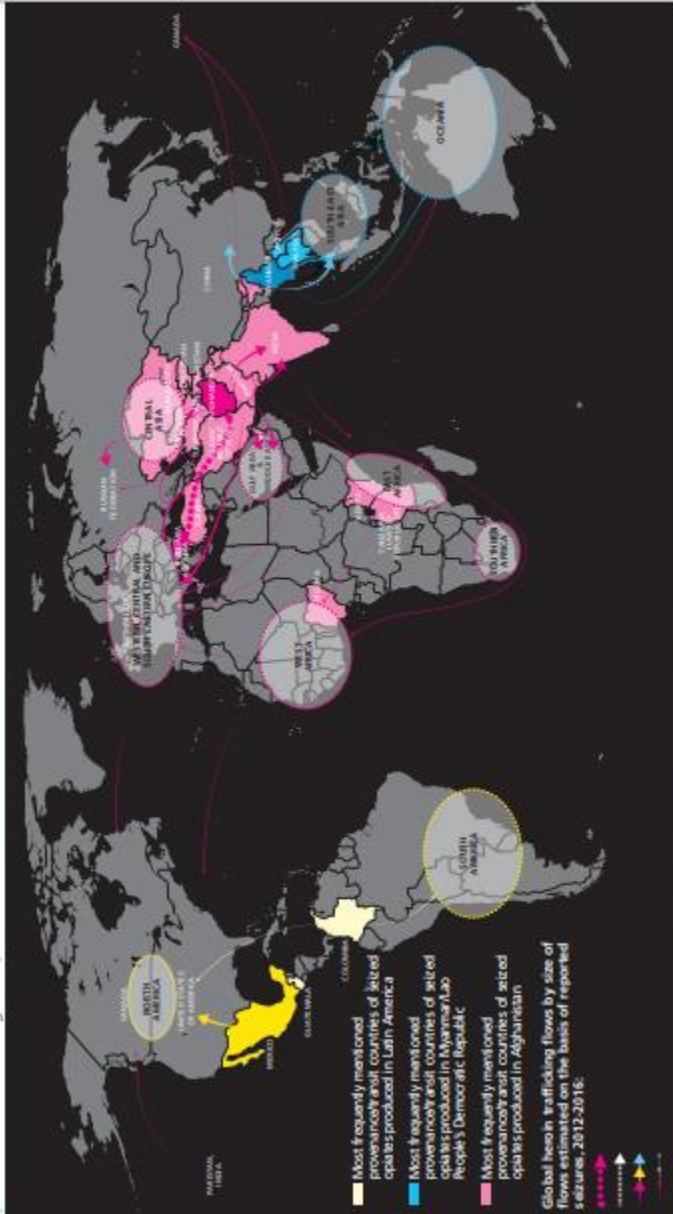 CANADA
NORTH
AMERICA
UNITED STATES
OF AMERICA
MEXICO
GUATEMALA
COLOMBIA
SOUTH
AMERICA
PAKISTAN,
INDIA
RUSSIAN
FEDERATION
WESTERN, CENTRAL AND
SOUTH-EASTERN EUROPE
CENTRAL
ASIA
GULF AREA
&
WEST
AFRICA
EAST
AFRICA
SOUTHERN
AFRICA
INDIA
CHINA
SOUTH-EAST
ASIA
OCEANIA
CANADA
Most frequently mentioned
provenance/transit countries of seized
opiates produced in Latin America
Most frequently mentioned
provenance/transit countries of seized
opiates produced in Myanmar/Lao
People's Democratic Republic
Most frequently mentioned
provenance/transit countries of seized
opiates produced in Afghanistan
Global heroin trafficking flows by size of
flows estimated on the basis of reported
seizures, 2012-2016: